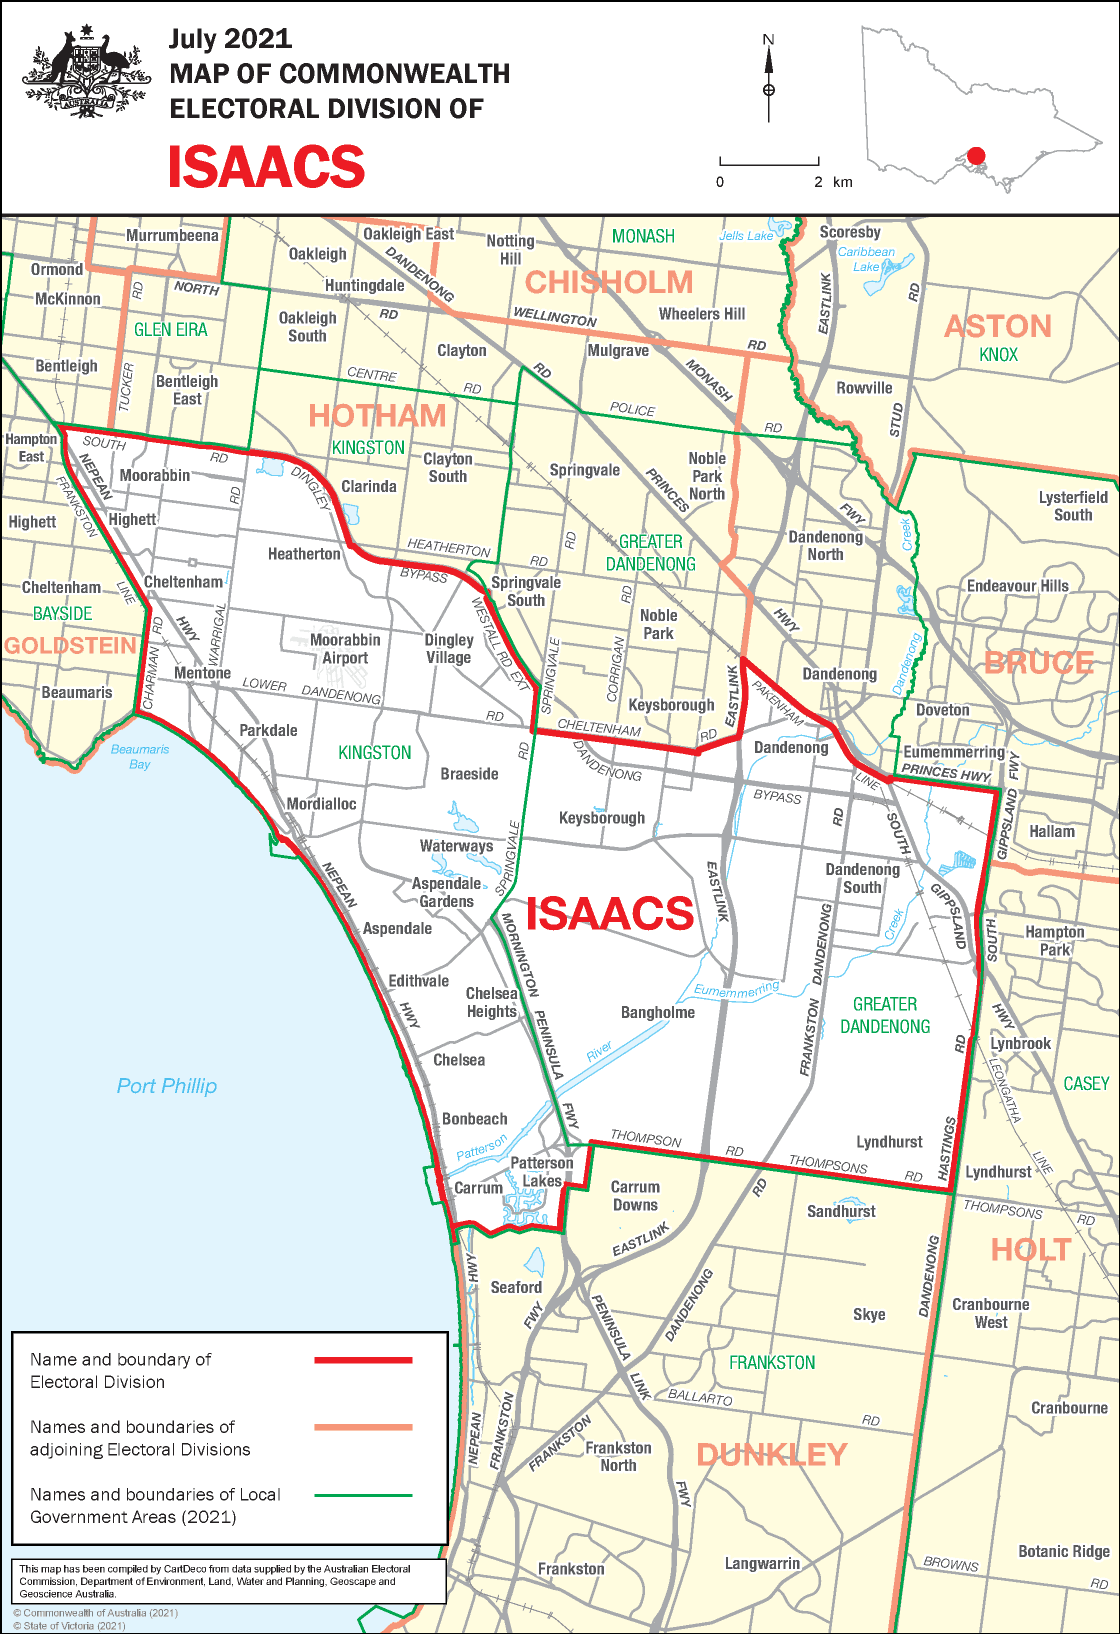 July 2021
MAP OF COMMONWEALTH
ELECTORAL DIVISION OF
ISAACS
AUSTRALIA
N
0 2 km
Murrumbeena
Oakleigh East
Oakleigh
Notting
Hill
MONASH
Jells Lake
Scoresby
Caribbean
Lake
Ormond
McKinnon
RD
NORTH
Huntingdale
DANDENONG
CHISHOLM
EASTLINK
RD
GLEN EIRA
Oakleigh
South
RD
WELLINGTON
Wheelers Hill
ASTON
KNOX
Bentleigh
TUCKER
Bentleigh
East
CENTRE
RD
Clayton
RD
Mulgrave
RD
MONASH
Rowville
STUD
HOTHAM
KINGSTON
POLICE
RD
Hampton
East
SOUTH
RD
NEPEAN
FRANKSTON
Moorabbin
RD
DINGLEY
Clarinda
Clayton
South
Springvale
PRINCES
Noble
Park
North
FWY
Lysterfield
South
Highett
Highett
Heatherton
HEATHERTON
RD
RD
GREATER
DANDENONG
Dandenong
North
Creek
BYPASS
Cheltenham
LINE
Cheltenham
Springvale
South
RD
Endeavour Hills
BAYSIDE
GOLDSTEIN
HWY
WARRIGAL
RD
CHARMAN
Moorabbin
Airport
Dingley
Village
WESTALL RD EXT
SPRINGVALE
CORRIGAN
Noble
Park
HWY
Dandenong
BRUCE
Beaumaris
Mentone
LOWER
DANDENONG
RD
Keysborough
EASTLINK
PAKENHAM
Dandenong
Doveton
Beaumaris
Bay
Parkdale
KINGSTON
RD
CHELTENHAM
RD
DANDENONG
Dandenong
LINE
Eumemmerring
PRINCES HWY
FWY
Braeside
BYPASS
RD
SOUTH
GIPPSLAND
Mordialloc
Keysborough
Hallam
Waterways
SPRINGVALE
NEPEAN
Aspendale
Gardens
EASTLINK
Dandenong
South
GIPPSLAND
ISAACS
Aspendale
MORNINGTON
DANDENONG
Creek
SOUTH
Hampton
Park
Edithvale
Chelsea
Heights
Eumemmerring
GREATER
DANDENONG
HWY
PENINSULA
Bangholme
FRANKSTON
HWY
Lynbrook
RD
Chelsea
River
LEONGATHA
CASEY
Port Phillip
Bonbeach
FWY
Patterson
THOMPSON
RD
THOMPSONS
RD
Lyndhurst
HASTINGS
LINE
Lyndhurst
Patterson
Lakes
Carrum
Carrum
Downs
RD
Sandhurst
THOMPSONS
RD
HOLT
HWY
EASTLINK
DANDENONG
Seaford
FWY
PENINSULA
DANDENONG
Skye
Cranbourne
West
Name and boundary of
Electoral Division
Names and boundaries of
adjoining Electoral Divisions
Names and boundaries of Local
Government Areas (2021)
FRANKSTON
LINK
BALLARTO
RD
Cranbourne
NEPEAN
FRANKSTON
FRANKSTON
Frankston
North
DUNKLEY
FWY
Frankston
Langwarrin
BROWNS
RD
Botanic Ridge
This map has been compiled by CartDeco from data supplied by the Australian Electoral
Commission, Department of Environment, Land, Water and Planning, Geoscape and
Geoscience Australia.
© Commonwealth of Australia (2021)
© State of Victoria (2021)